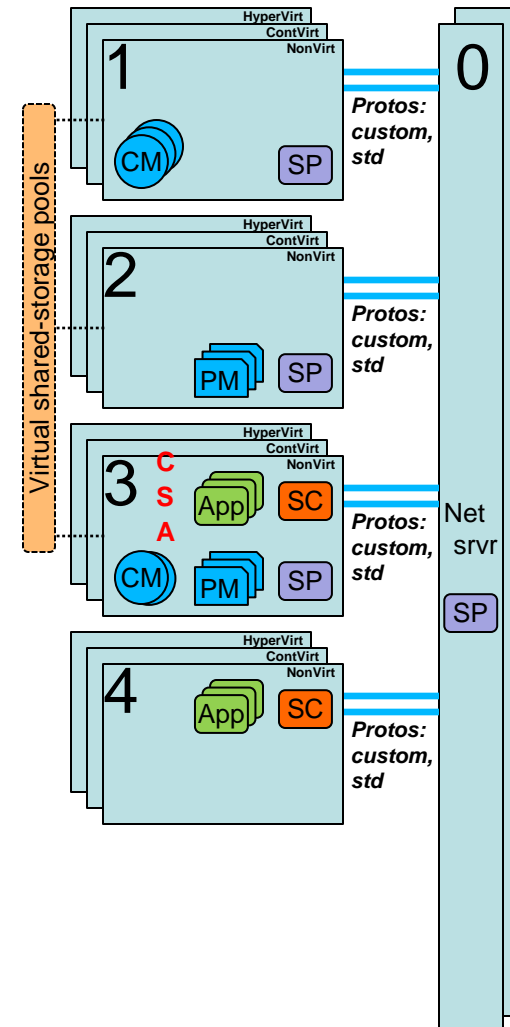 HyperVirt
ContVirt
NonVirt
1
CM
SP
Protos:
custom,
std
0
Virtual shared-storage pools
HyperVirt
ContVirt
NonVirt
2
PM
SP
Protos:
custom,
std
HyperVirt
ContVirt
NonVirt
3
C
S
A
App
SC
CM
PM
SP
Protos:
custom,
std
Net
srvr
SP
HyperVirt
ContVirt
NonVirt
4
App
SC
Protos:
custom,
std